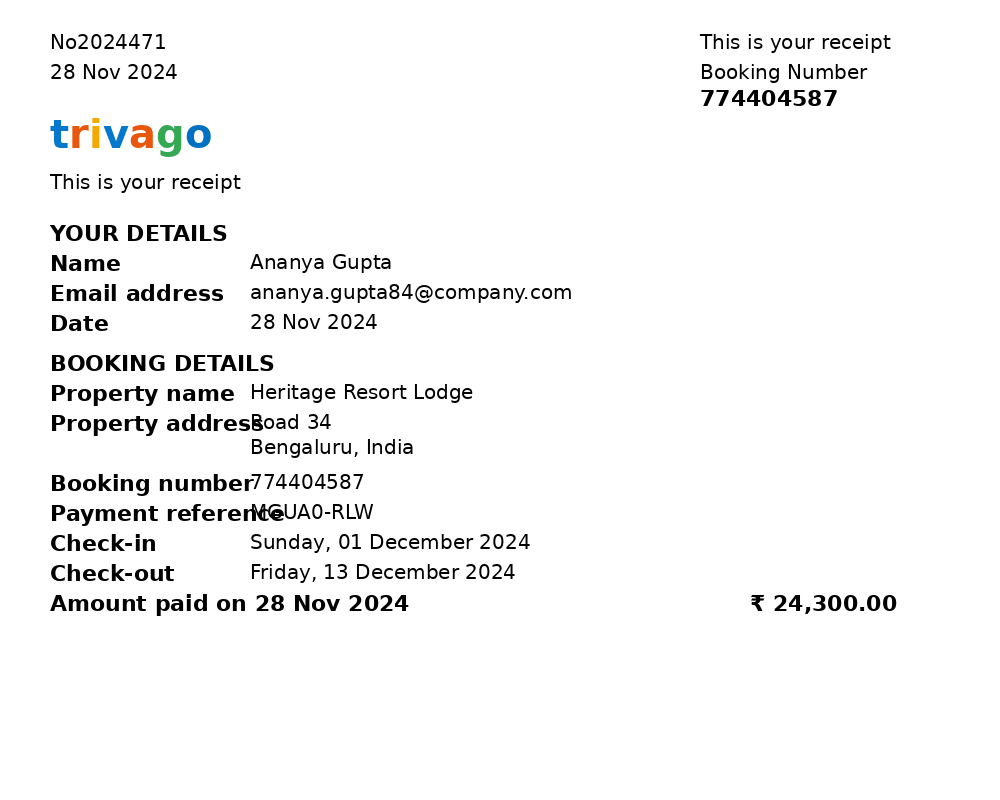 No2024471
28 Nov 2024
This is your receipt
Booking Number
774404587
trivago
This is your receipt
YOUR DETAILS
Name Ananya Gupta
Email address ananya.gupta84@company.com
Date 28 Nov 2024
BOOKING DETAILS
Property name Heritage Resort Lodge
Property address Road 34
Bengaluru, India
Booking number 774404587
Payment reference MGUA0-RLW
Check-in Sunday, 01 December 2024
Check-out Friday, 13 December 2024
Amount paid on 28 Nov 2024 ₹ 24,300.00